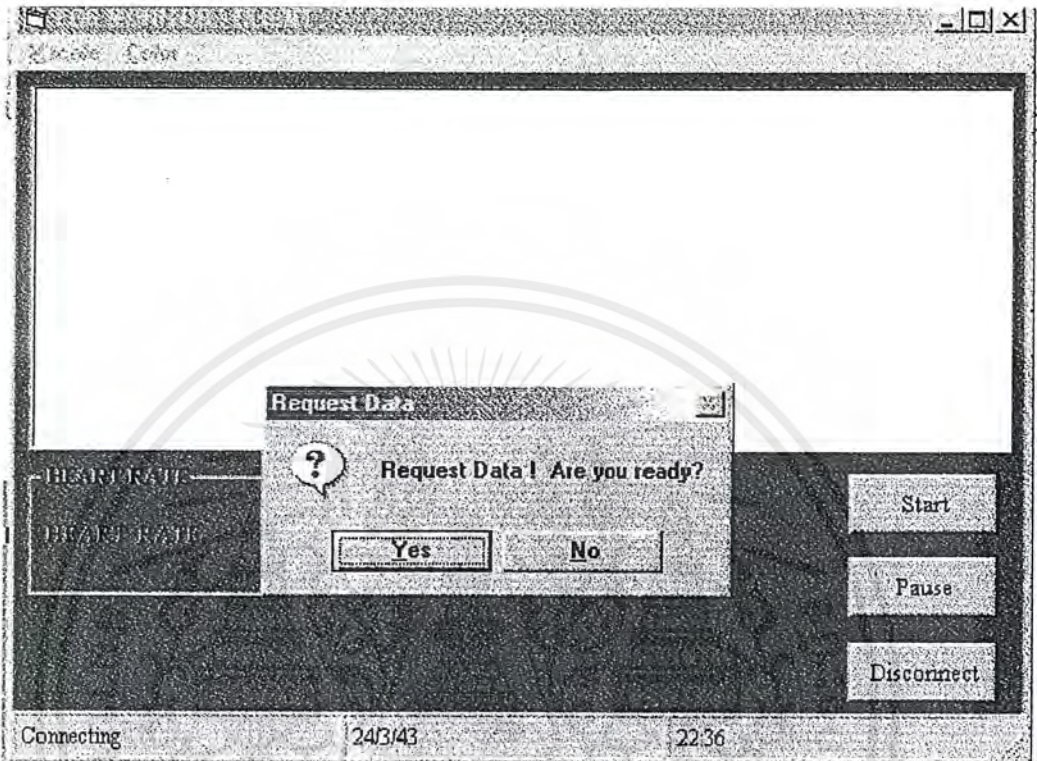 Color
Request Data
Request Data ! Are you ready?
Yes
No
HEART RATE
HEART RATE
Start
Pause
Disconnect
Connecting
24/3/43
22:36